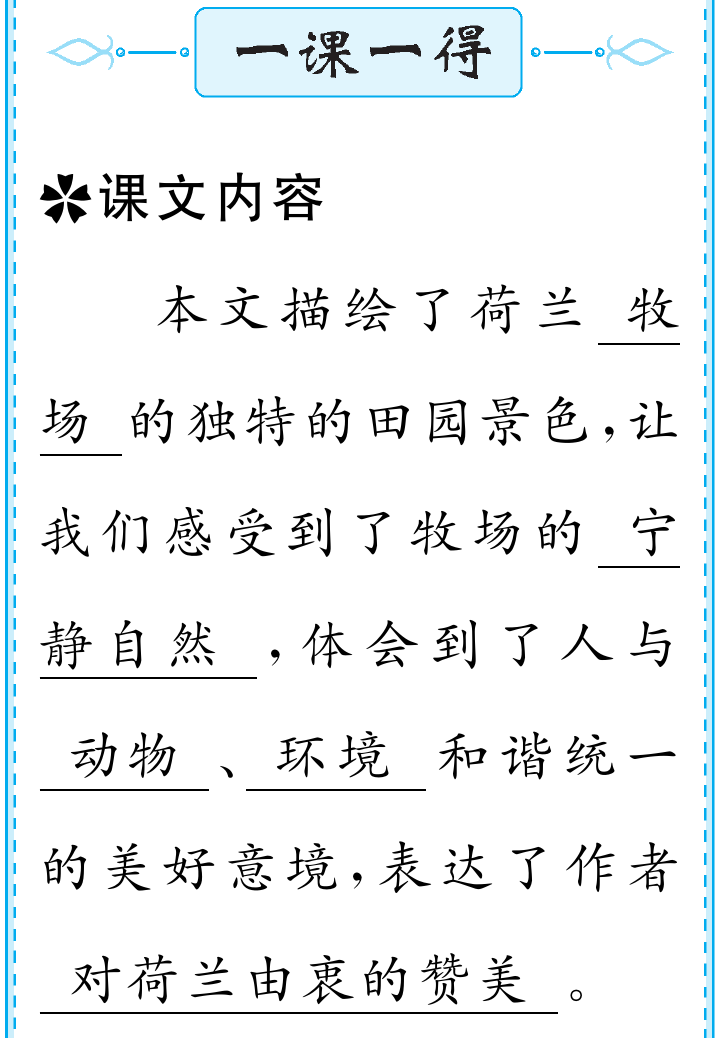 一课一得
课文内容
本文描绘了荷兰 牧
场 的独特的田园景色,让
我们感受到了牧场的 宁
静自然 ,体会到了人与
动物 、 环境 和谐统一
的美好意境,表达了作者
对荷兰由衷的赞美 。